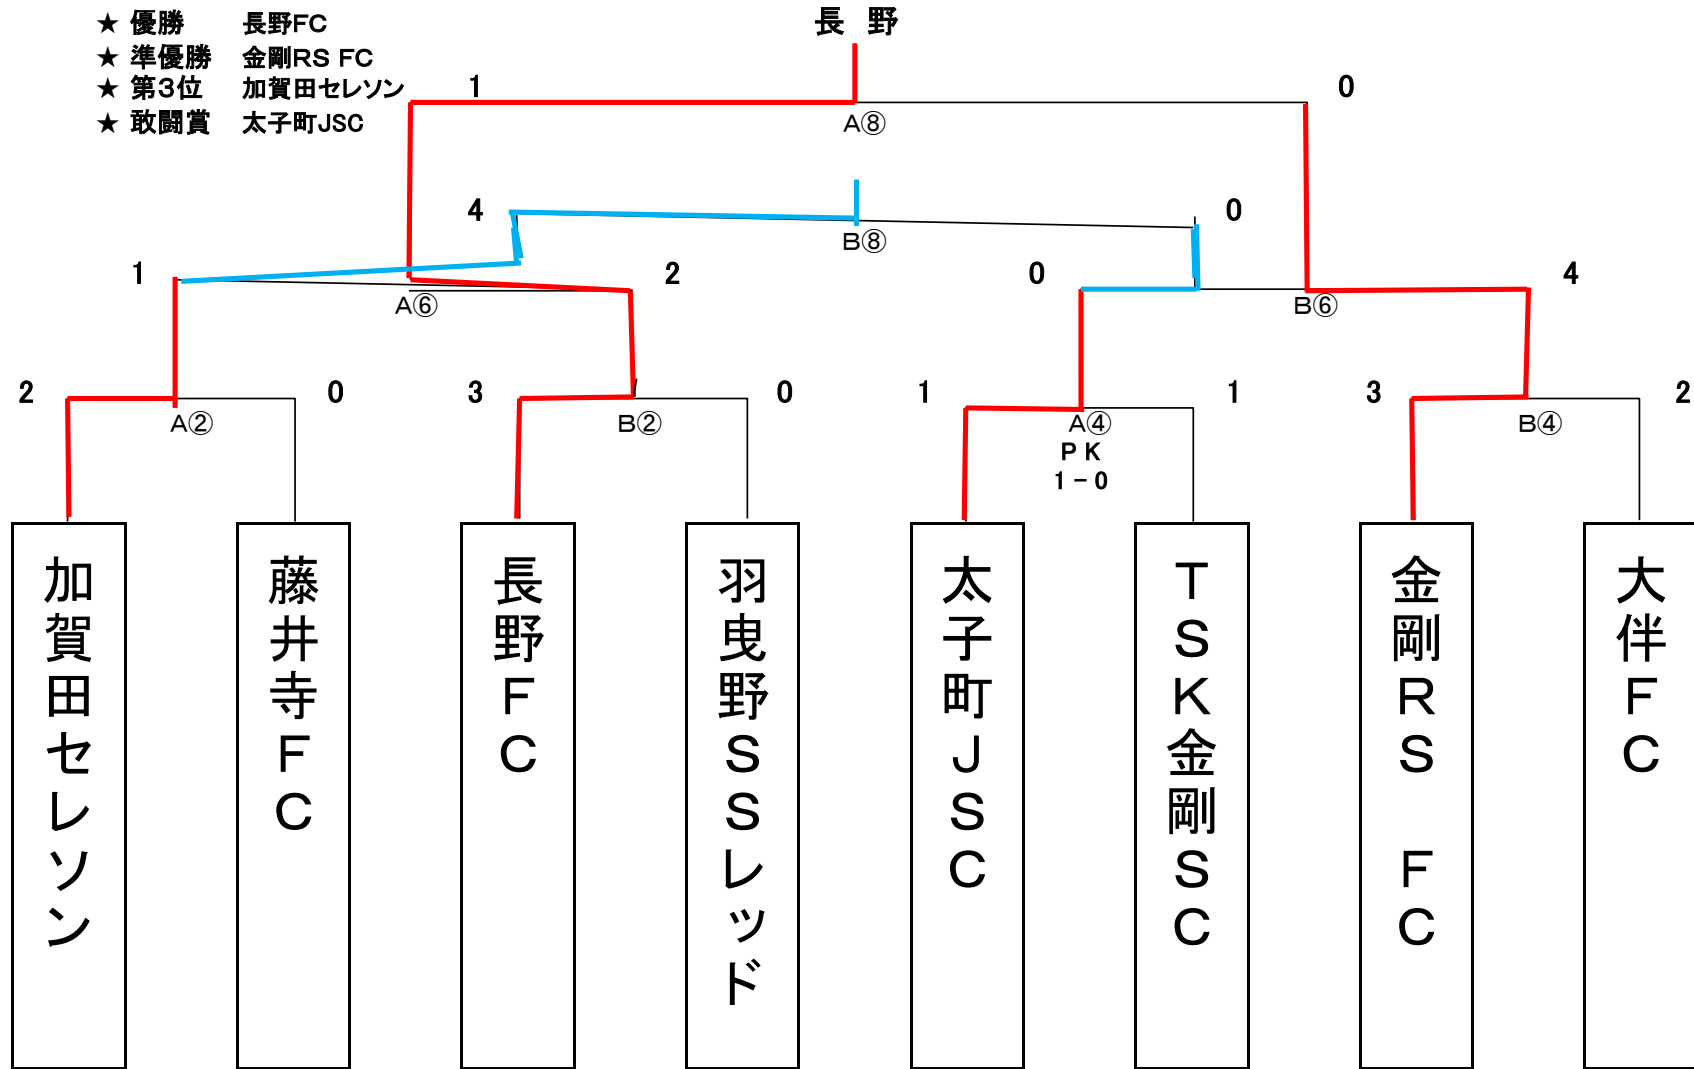 ★ 優勝 長野FC
★ 準優勝 金剛RS FC
★ 第3位 加賀田セレソン
★ 敢闘賞 太子町JSC
長 野
1 0
A⑧
4 0
B⑧
1 2 0 4
A⑥ B⑥
2 0 3 0 1 1 3 2
A② B② A④ B④
PK
1-0
加賀田セレソン
藤井寺FC
長野FC
羽曳野SSレッド
太子町JSC
TSK金剛SC
金剛RS FC
大伴FC